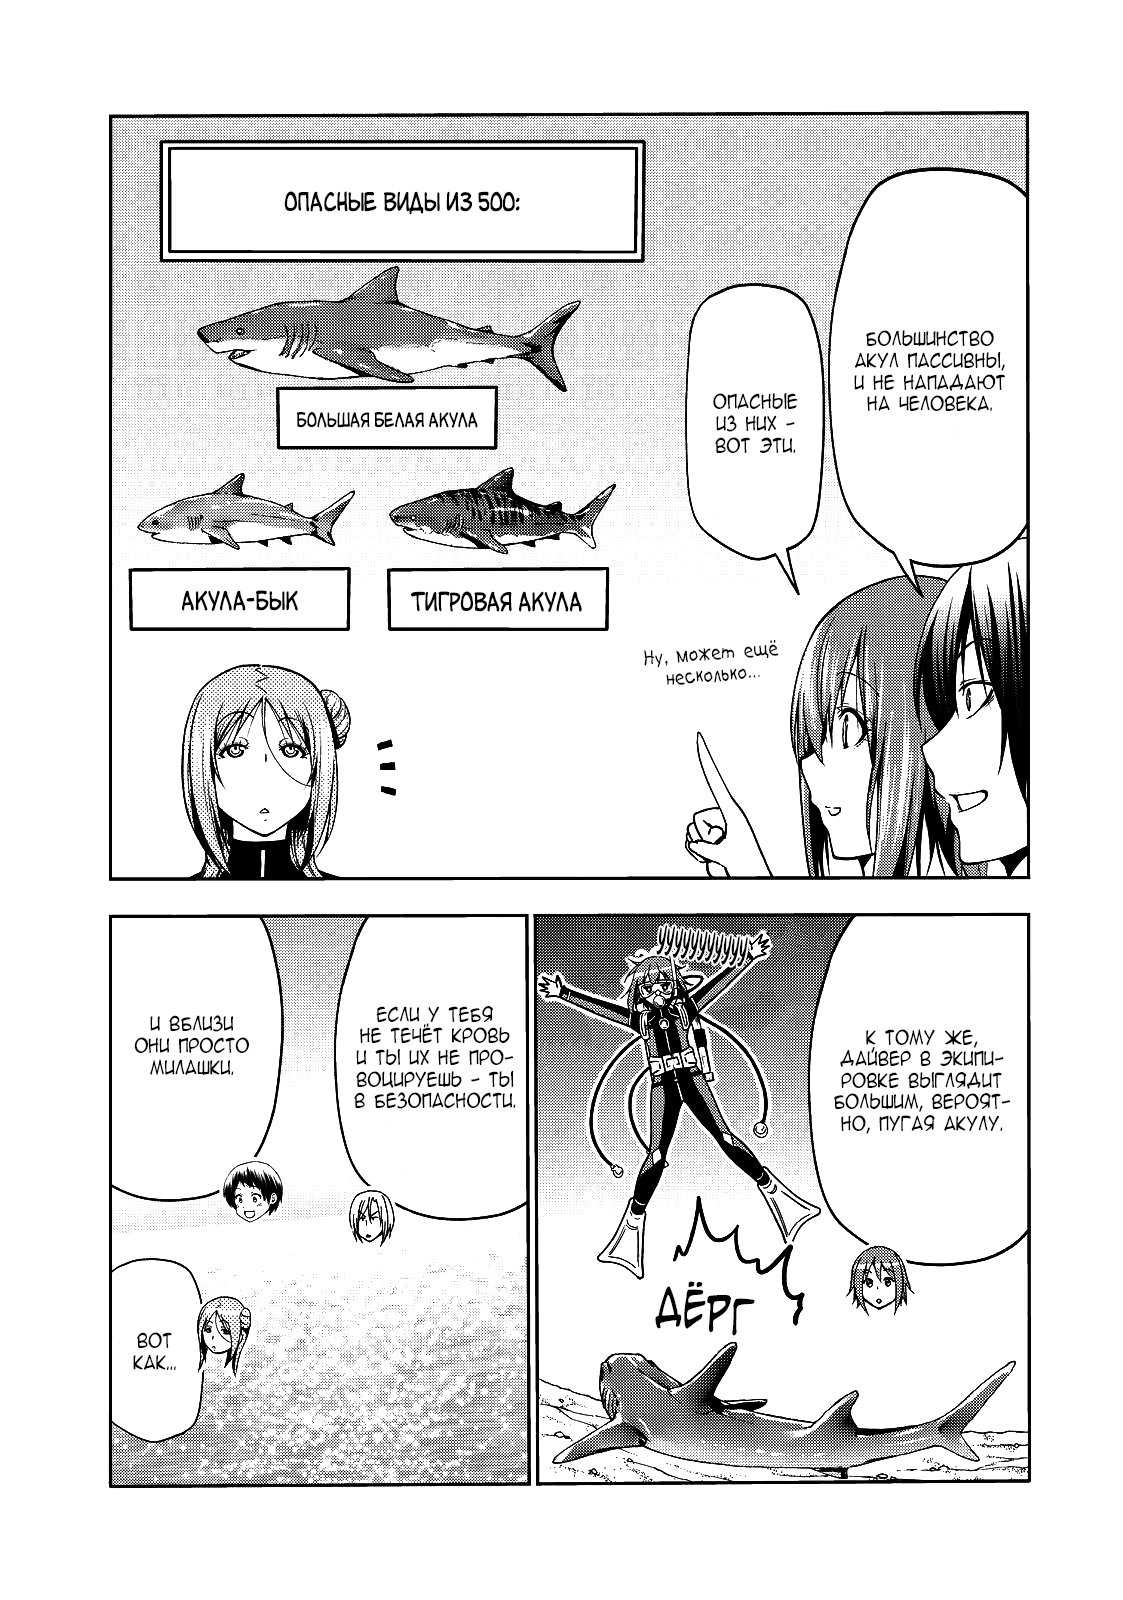 БОЛЬШИНСТВО
АКУЛ ПАССИВНЫ,
И НЕ НАПАДАЮТ
НА ЧЕЛОВЕКА.
ОПАСНЫЕ
ИЗ НИХ -
ВОТ ЭТИ.
Ну, может ещё
несколько...
ОПАСНЫЕ ВИДЫ ИЗ 500:
БОЛЬШАЯ БЕЛАЯ АКУЛА
АКУЛА-БЫК
ТИГРОВАЯ АКУЛА
К ТОМУ ЖЕ,
ДАЙВЕР В ЭКИПИ-
РОВКЕ ВЫГЛЯДИТ
БОЛЬШИМ, ВЕРОЯТ-
НО, ПУГАЯ АКУЛУ.
ДЁРГ
ЕСЛИ У ТЕБЯ
НЕ ТЕЧЁТ КРОВЬ
И ТЫ ИХ НЕ ПРО-
ВОЦИРУЕШЬ - ТЫ
В БЕЗОПАСНОСТИ.
И ВБЛИЗИ
ОНИ ПРОСТО
МИЛАШКИ.
ВОТ
КАК...